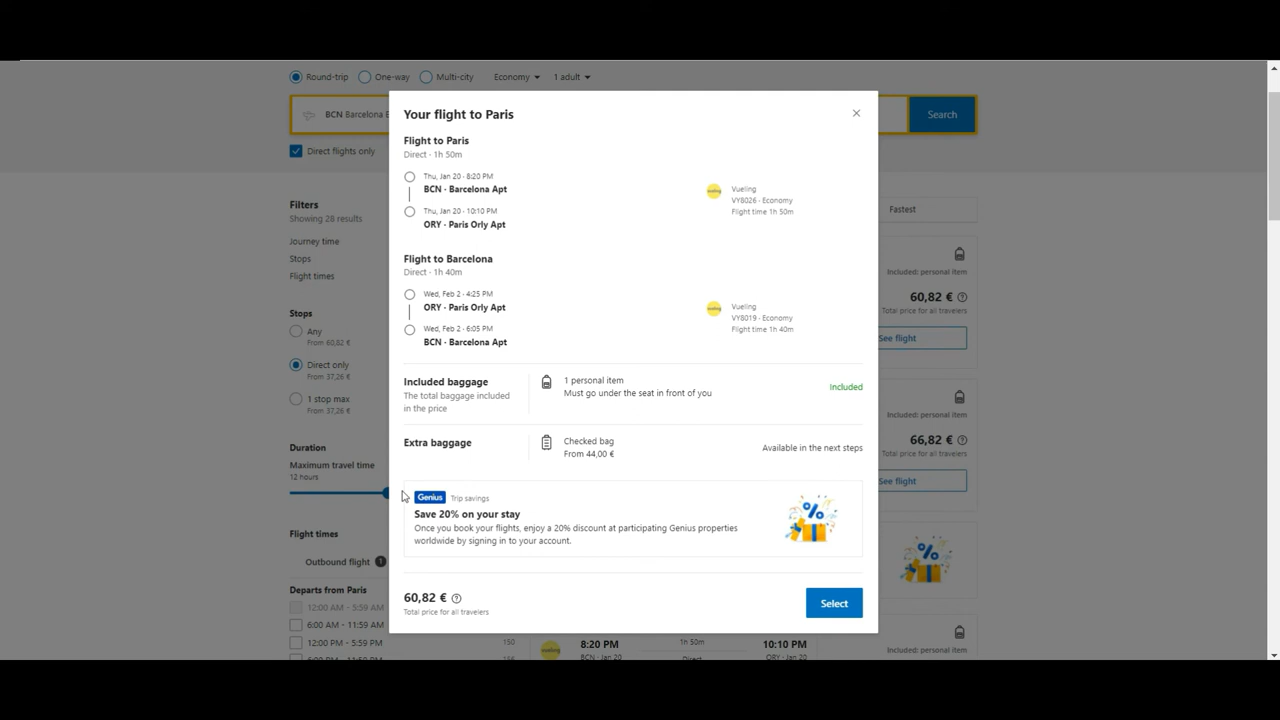 Round-trip
One-way
Multi-city
Economy
1 adult
BCN Barcelona
Search
Direct flights only
Filters
Showing 28 results
Journey time
Stops
Flight times
Stops
Any
From 60,82 €
Direct only
From 37,26 €
1 stop max
From 37,26 €
Duration
Maximum travel time
12 hours
Flight times
Outbound flight 1
Departs from Paris
12:00 AM - 5:59 AM
6:00 AM - 11:59 AM
12:00 PM - 5:59 PM
150
Your flight to Paris
Flight to Paris
Direct · 1h 50m
Thu, Jan 20 · 8:20 PM
BCN · Barcelona Apt
Thu, Jan 20 · 10:10 PM
ORY · Paris Orly Apt
Vueling
VY8026 · Economy
Flight time 1h 50m
Flight to Barcelona
Direct · 1h 40m
Wed, Feb 2 · 4:25 PM
ORY · Paris Orly Apt
Wed, Feb 2 · 6:05 PM
BCN · Barcelona Apt
Vueling
VY8019 · Economy
Flight time 1h 40m
Included baggage
The total baggage included
in the price
1 personal item
Must go under the seat in front of you
Included
Extra baggage
Checked bag
From 44,00 €
Available in the next steps
Genius Trip savings
Save 20% on your stay
Once you book your flights, enjoy a 20% discount at participating Genius properties
worldwide by signing in to your account.
60,82 €
Total price for all travelers
Select
Fastest
Included: personal item
60,82 €
Total price for all travelers
See flight
Included: personal item
66,82 €
Total price for all travelers
See flight
Included: personal item
8:20 PM
1h 50m
10:10 PM
BCN · Jan 20
Direct
ORY · Jan 20